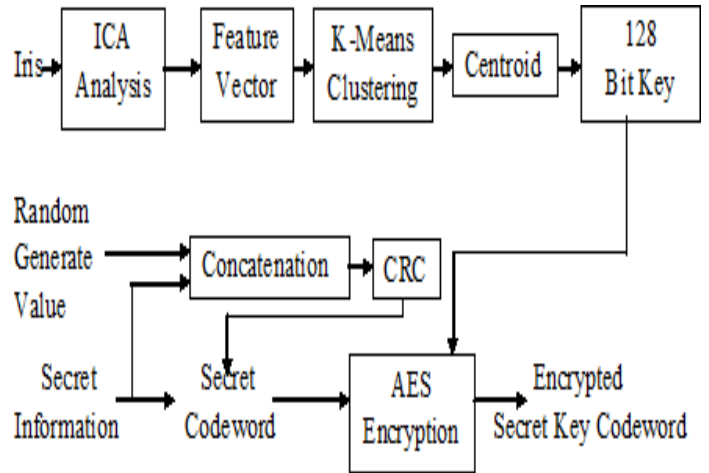 Iris
ICA
Analysis
Feature
Vector
K-Means
Clustering
Centroid
128
Bit Key
Random
Generate
Value
Concatenation
CRC
Secret
Information
Secret
Codeword
AES
Encryption
Encrypted
Secret Key Codeword